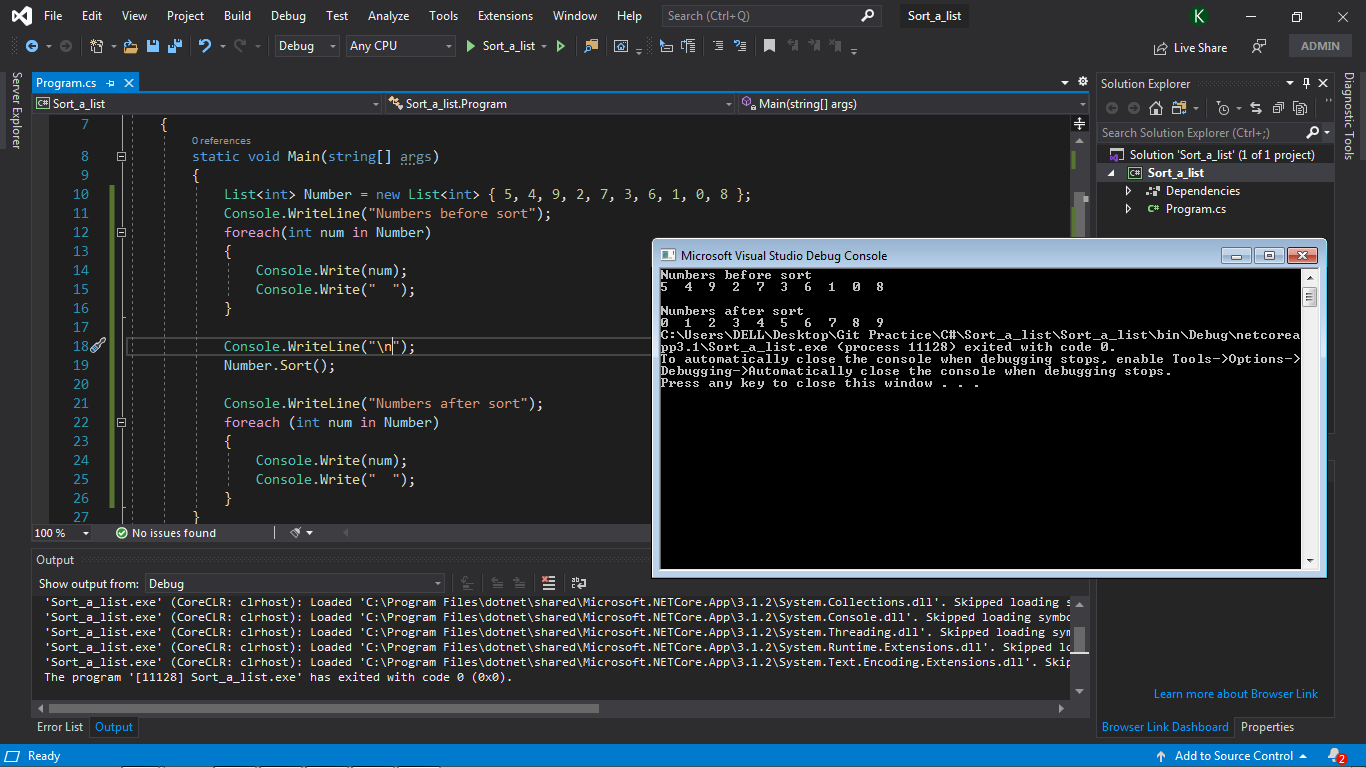 File Edit View Project Build Debug Test Analyze Tools Extensions Window Help Search (Ctrl+Q) Sort_a_list K
Debug Any CPU Sort_a_list Live Share ADMIN
Server Explorer
Program.cs
Sort_a_list Sort_a_list.Program Main(string[] args)
7 {
0 references
8 static void Main(string[] args)
9 {
10 List<int> Number = new List<int> { 5, 4, 9, 2, 7, 3, 6, 1, 0, 8 };
11 Console.WriteLine("Numbers before sort");
12 foreach(int num in Number)
13 {
14 Console.Write(num);
15 Console.Write("  ");
16 }
17
18 Console.WriteLine("\n");
19 Number.Sort();
20
21 Console.WriteLine("Numbers after sort");
22 foreach (int num in Number)
23 {
24 Console.Write(num);
25 Console.Write("  ");
26 }
27 }
100 % No issues found
Microsoft Visual Studio Debug Console
Numbers before sort
5 4 9 2 7 3 6 1 0 8
Numbers after sort
0 1 2 3 4 5 6 7 8 9
C:\Users\DELL\Desktop\Git Practice\C#\Sort_a_list\Sort_a_list\bin\Debug\netcorea
pp3.1\Sort_a_list.exe (process 11128) exited with code 0.
To automatically close the console when debugging stops, enable Tools->Options->
Debugging->Automatically close the console when debugging stops.
Press any key to close this window . . .
Solution Explorer
Search Solution Explorer (Ctrl+;)
Solution 'Sort_a_list' (1 of 1 project)
C# Sort_a_list
Dependencies
C# Program.cs
Diagnostic Tools
Output
Show output from: Debug
'Sort_a_list.exe' (CoreCLR: clrhost): Loaded 'C:\Program Files\dotnet\shared\Microsoft.NETCore.App\3.1.2\System.Collections.dll'. Skipped loading
'Sort_a_list.exe' (CoreCLR: clrhost): Loaded 'C:\Program Files\dotnet\shared\Microsoft.NETCore.App\3.1.2\System.Console.dll'. Skipped loading symbo
'Sort_a_list.exe' (CoreCLR: clrhost): Loaded 'C:\Program Files\dotnet\shared\Microsoft.NETCore.App\3.1.2\System.Threading.dll'. Skipped loading sym
'Sort_a_list.exe' (CoreCLR: clrhost): Loaded 'C:\Program Files\dotnet\shared\Microsoft.NETCore.App\3.1.2\System.Runtime.Extensions.dll'. Skipped lo
'Sort_a_list.exe' (CoreCLR: clrhost): Loaded 'C:\Program Files\dotnet\shared\Microsoft.NETCore.App\3.1.2\System.Text.Encoding.Extensions.dll'. Skip
The program '[11128] Sort_a_list.exe' has exited with code 0 (0x0).
Error List Output
Learn more about Browser Link
Browser Link Dashboard Properties
Ready Add to Source Control 2